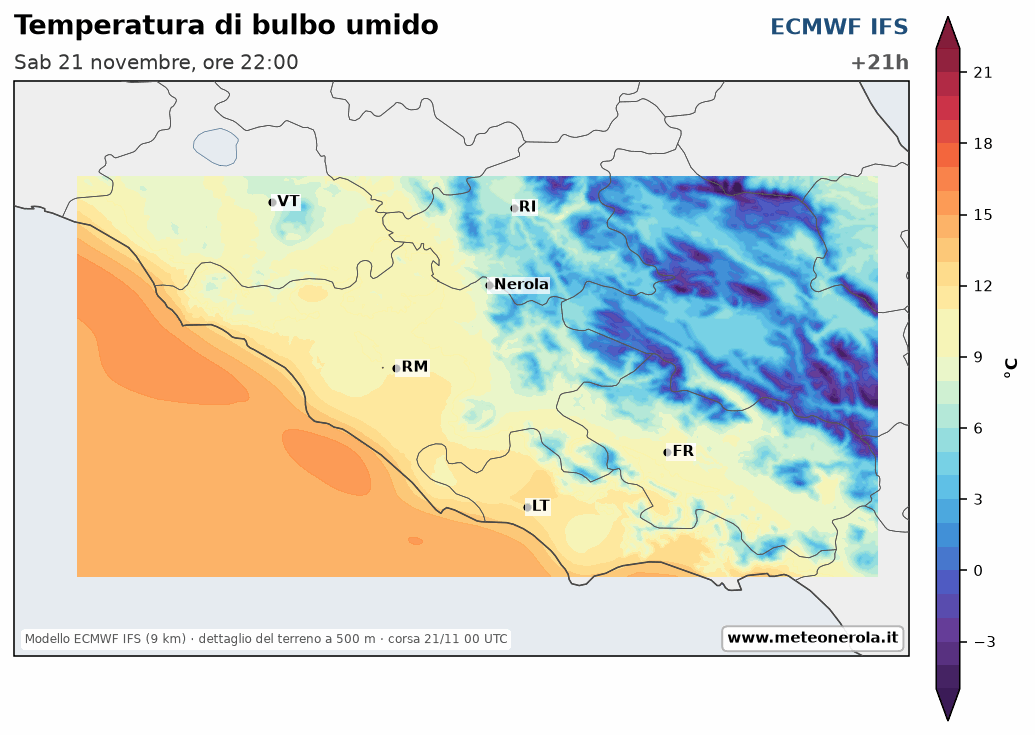 Temperatura di bulbo umido
ECMWF IFS
Sab 21 novembre, ore 22:00
+21h
VT
RI
Nerola
RM
FR
LT
21
18
15
12
9
6
3
0
−3
°C
Modello ECMWF IFS (9 km) · dettaglio del terreno a 500 m · corsa 21/11 00 UTC
www.meteonerola.it